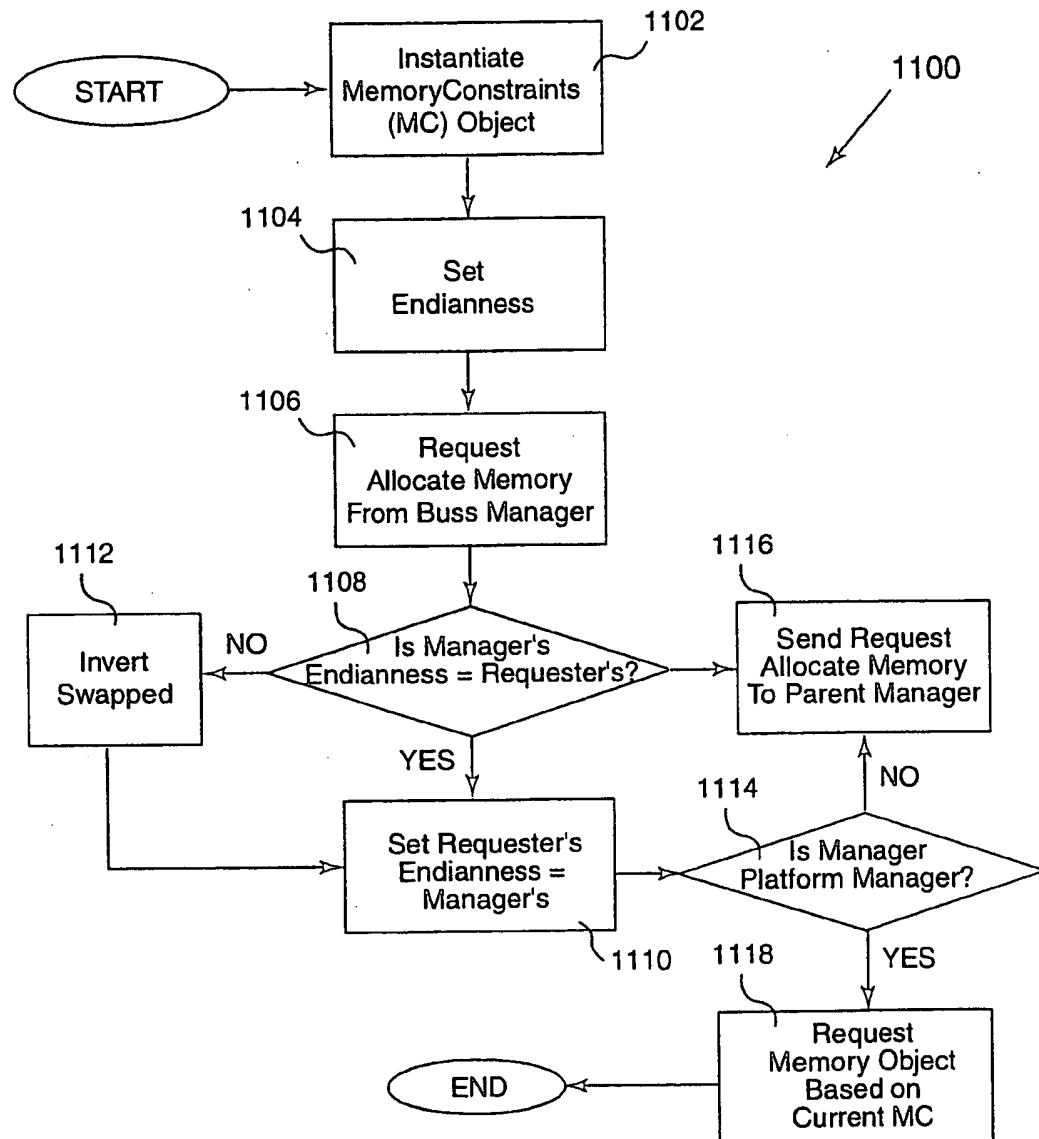 1102
START
Instantiate
MemoryConstraints
(MC) Object
1100
1104
Set
Endianness
1106
Request
Allocate Memory
From Buss Manager
1112
1108
1116
Invert
Swapped
NO
Is Manager's
Endianness = Requester's?
Send Request
Allocate Memory
To Parent Manager
YES
NO
1114
Set Requester's
Endianness =
Manager's
Is Manager
Platform Manager?
1110
1118
YES
Request
Memory Object
Based on
Current MC
END